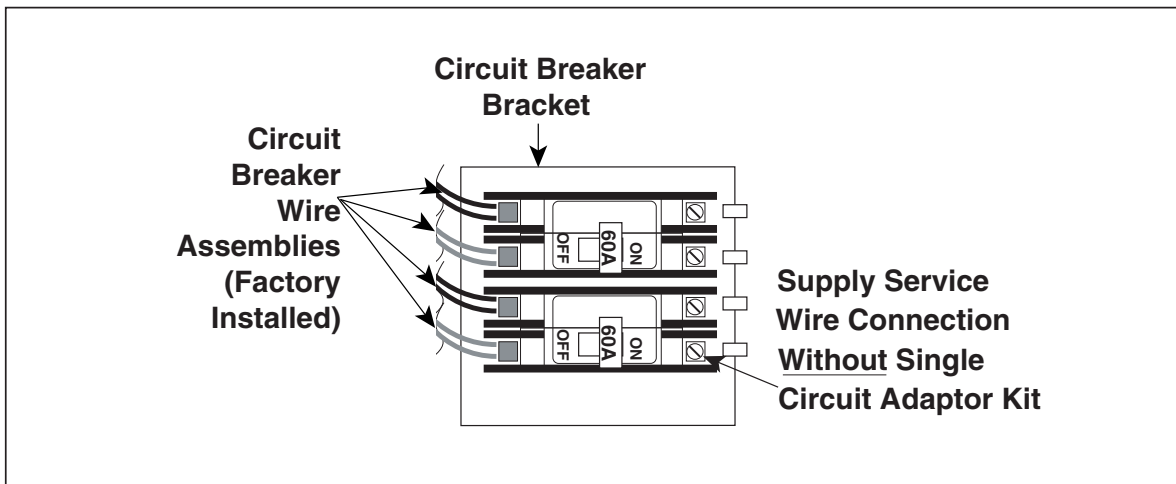 Circuit Breaker
Bracket
Circuit
Breaker
Wire
Assemblies
(Factory
Installed)
OFF
60A
ON
OFF
60A
ON
Supply Service
Wire Connection
Without Single
Circuit Adaptor Kit